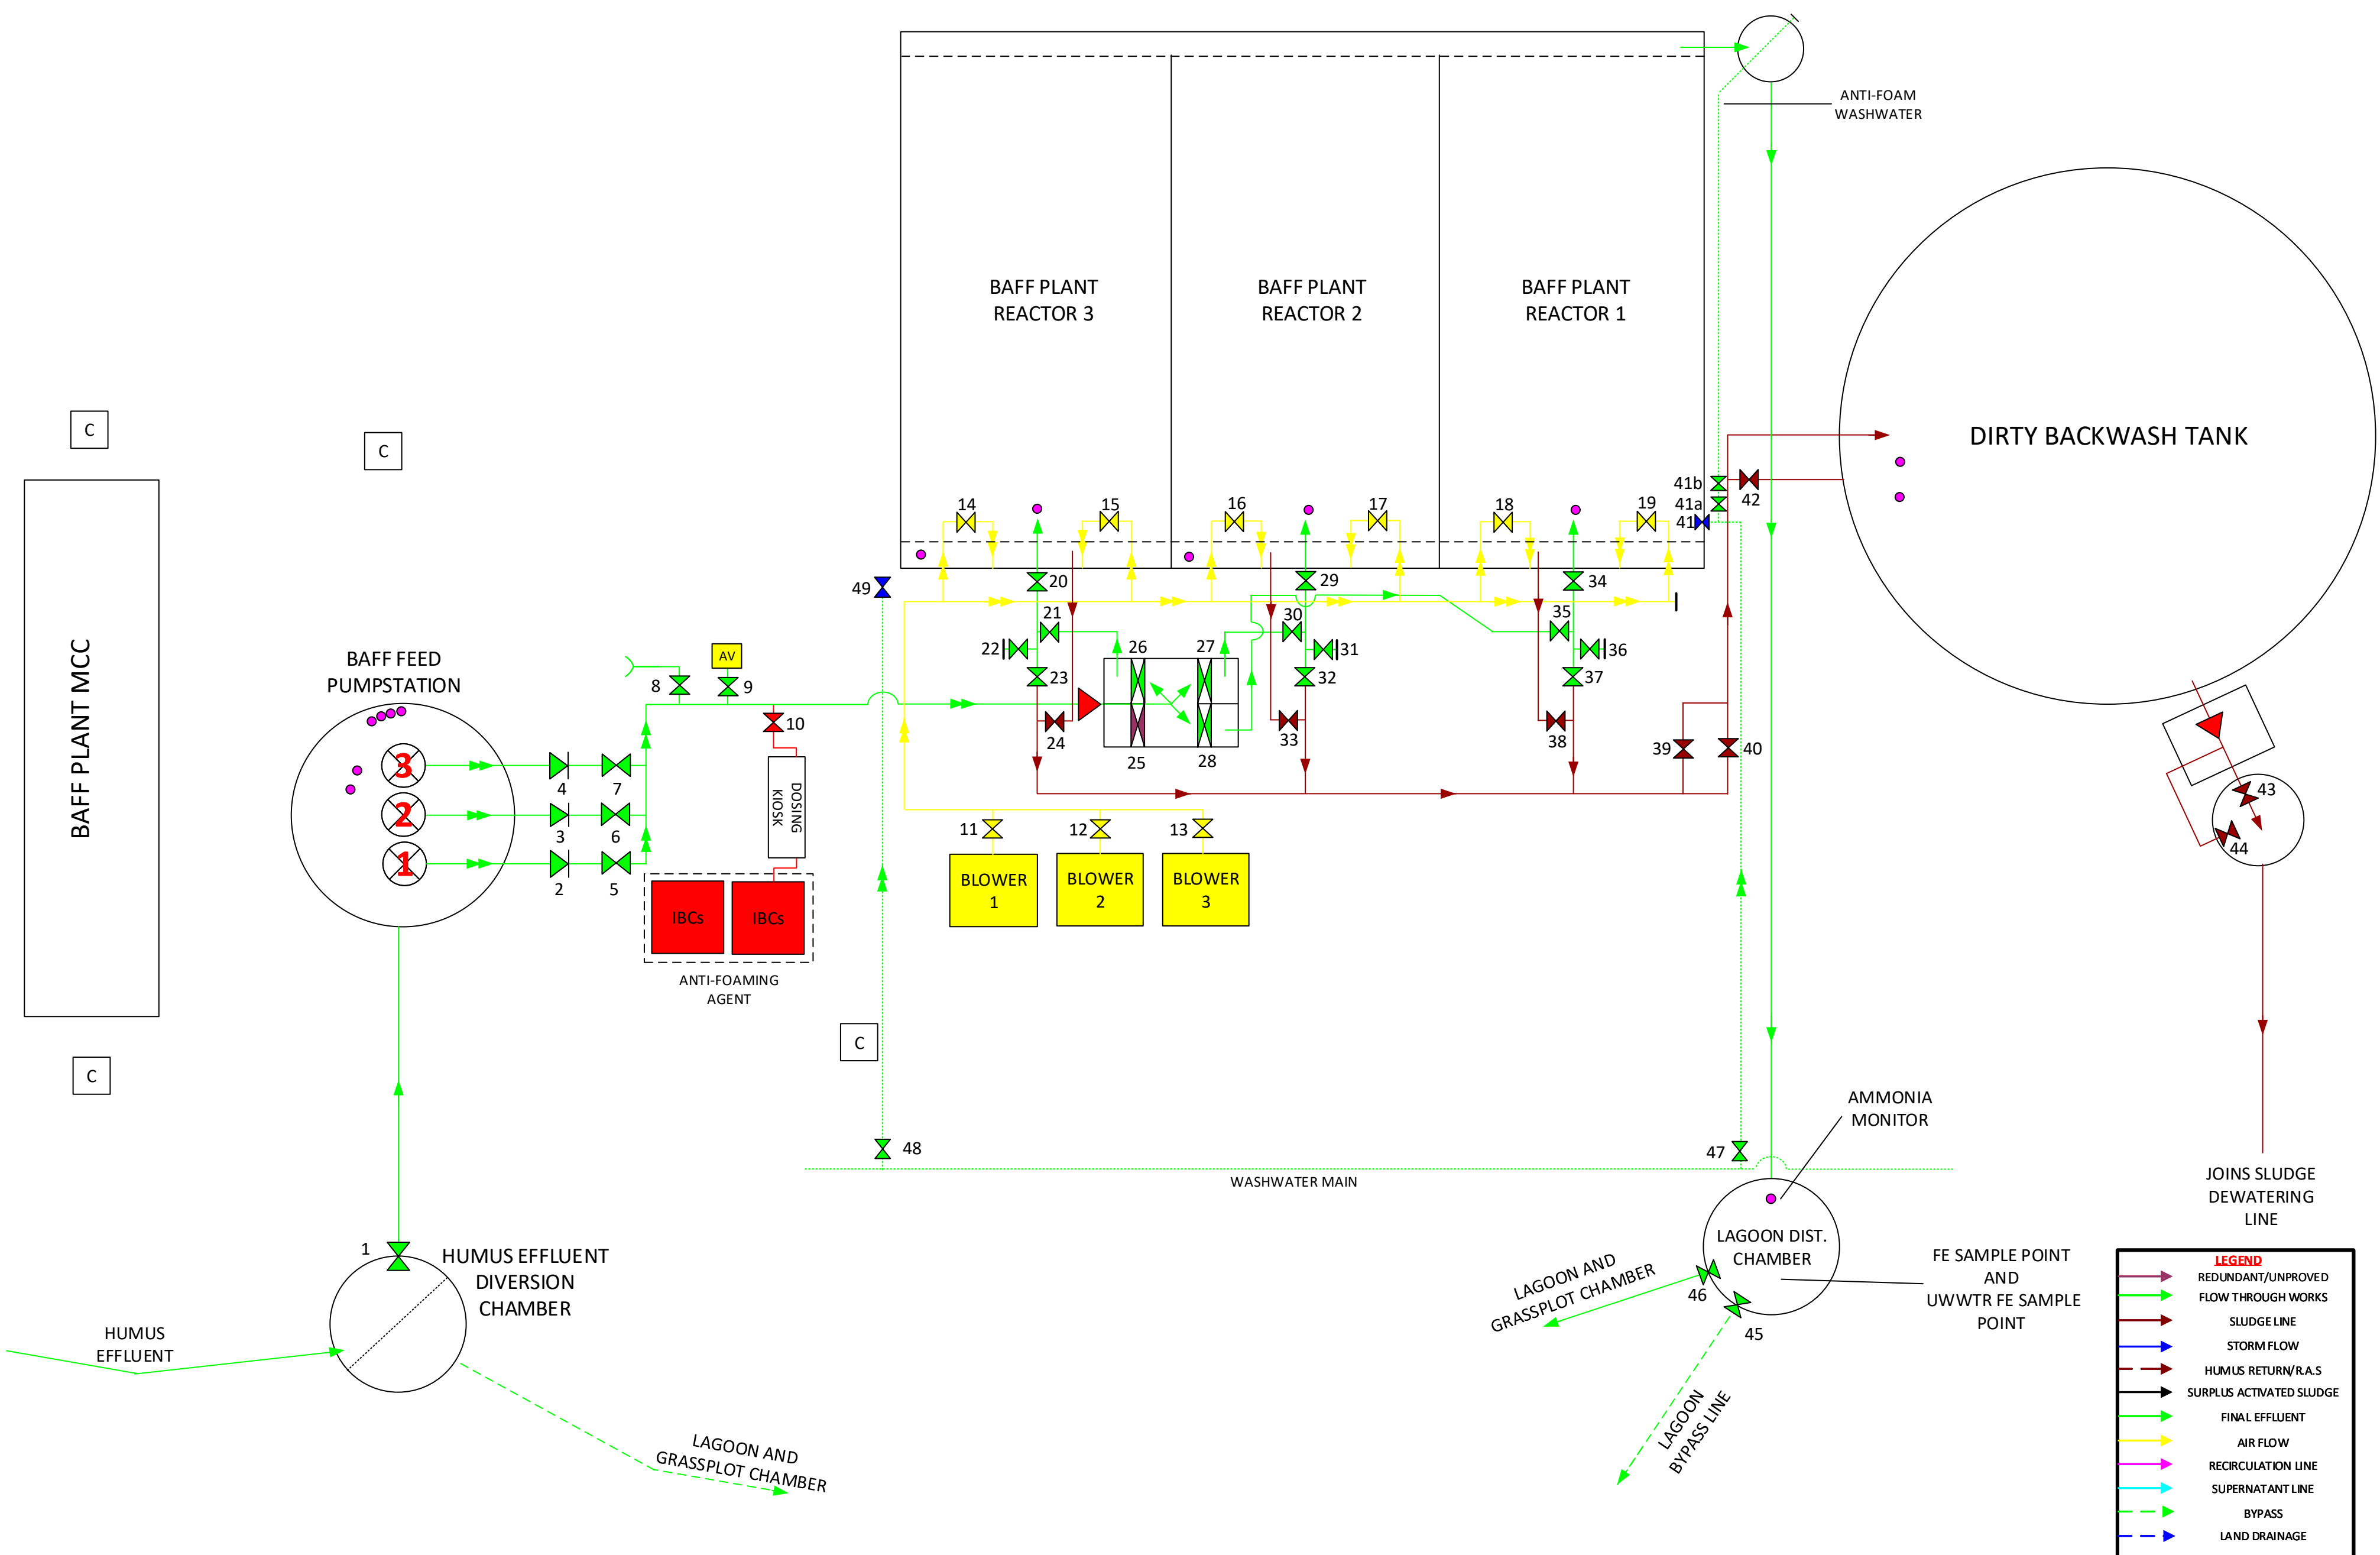 ANTI-FOAM
WASHWATER
BAFF PLANT
REACTOR 3
BAFF PLANT
REACTOR 2
BAFF PLANT
REACTOR 1
DIRTY BACKWASH TANK
C
C
BAFF PLANT MCC
C
BAFF FEED
PUMPSTATION
3
2
1
4
7
3
6
2
5
8
AV
9
10
DOSING
KIOSK
IBCs
IBCs
ANTI-FOAMING
AGENT
14
15
16
17
18
19
41b
41a
41
42
49
20
29
34
21
30
35
22
26
27
31
36
23
32
37
24
25
28
33
38
39
40
11
12
13
BLOWER
1
BLOWER
2
BLOWER
3
43
44
C
48
47
WASHWATER MAIN
AMMONIA
MONITOR
LAGOON DIST.
CHAMBER
46
45
LAGOON AND
GRASSPLOT CHAMBER
LAGOON
BYPASS LINE
FE SAMPLE POINT
AND
UWWTR FE SAMPLE
POINT
JOINS SLUDGE
DEWATERING
LINE
1
HUMUS EFFLUENT
DIVERSION
CHAMBER
HUMUS
EFFLUENT
LAGOON AND
GRASSPLOT CHAMBER
LEGEND
REDUNDANT/UNPROVED
FLOW THROUGH WORKS
SLUDGE LINE
STORM FLOW
HUMUS RETURN/R.A.S
SURPLUS ACTIVATED SLUDGE
FINAL EFFLUENT
AIR FLOW
RECIRCULATION LINE
SUPERNATANT LINE
BYPASS
LAND DRAINAGE